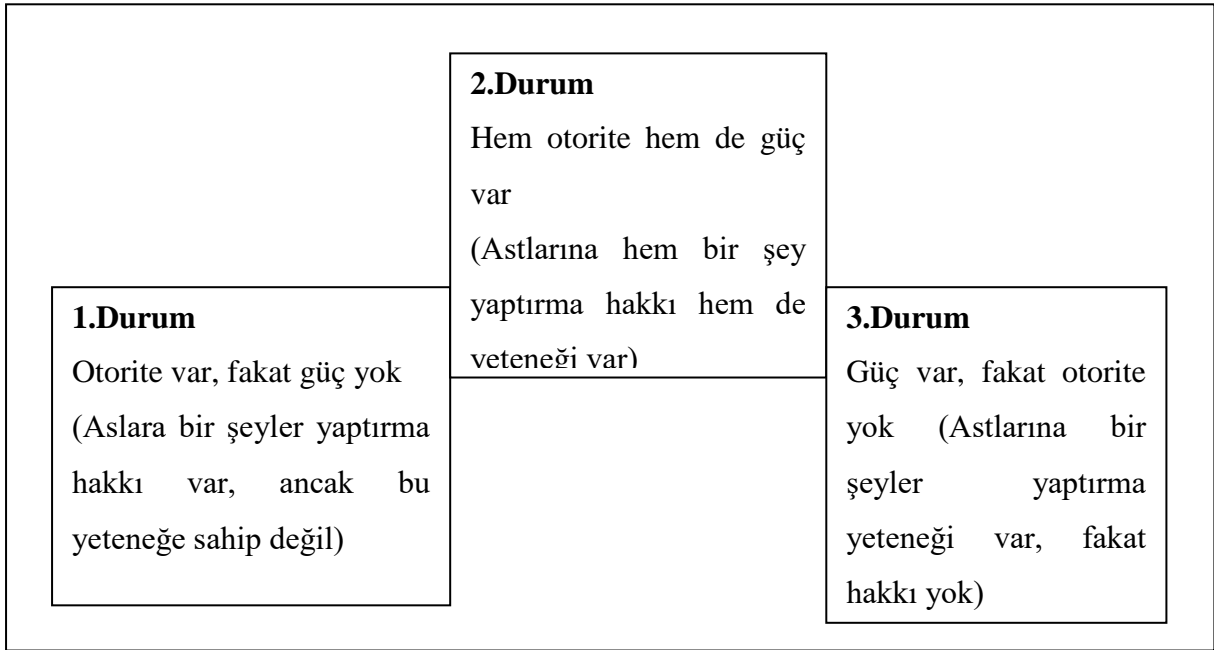 2.Durum
Hem otorite hem de güç
var
(Astlarına hem bir şey
yaptırma hakkı hem de
yeteneği var)
1.Durum
Otorite var, fakat güç yok
(Aslara bir şeyler yaptırma
hakkı var, ancak bu
yeteneğe sahip değil)
3.Durum
Güç var, fakat otorite
yok (Astlarına bir
şeyler yaptırma
yeteneği var, fakat
hakkı yok)